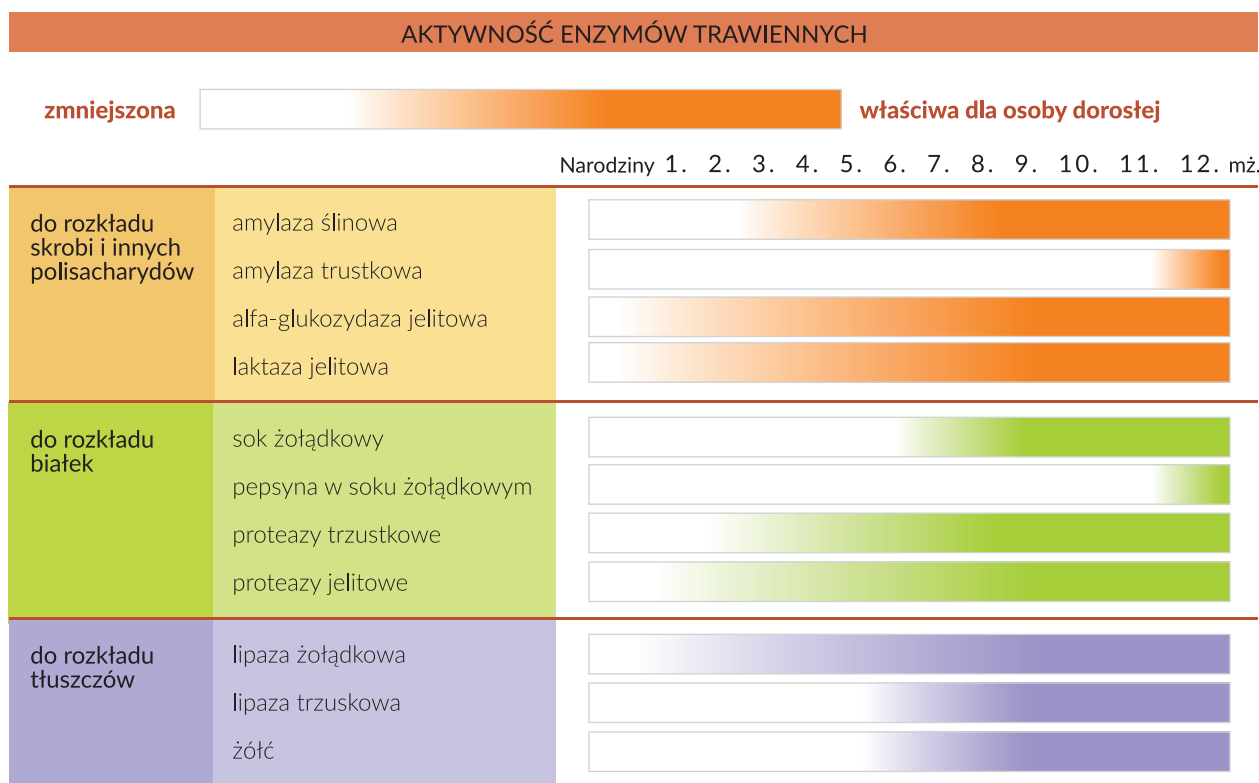 AKTYWNOŚĆ ENZYMÓW TRAWIENNYCH
zmniejszona
właściwa dla osoby dorosłej
Narodziny 1. 2. 3. 4. 5. 6. 7. 8. 9. 10. 11. 12. mż.
do rozkładu
skrobi i innych
polisacharydów
amylaza ślinowa
amylaza trustkowa
alfa-glukozydaza jelitowa
laktaza jelitowa
do rozkładu
białek
sok żołądkowy
pepsyna w soku żołądkowym
proteazy trzustkowe
proteazy jelitowe
do rozkładu
tłuszczów
lipaza żołądkowa
lipaza trzuskowa
żółć